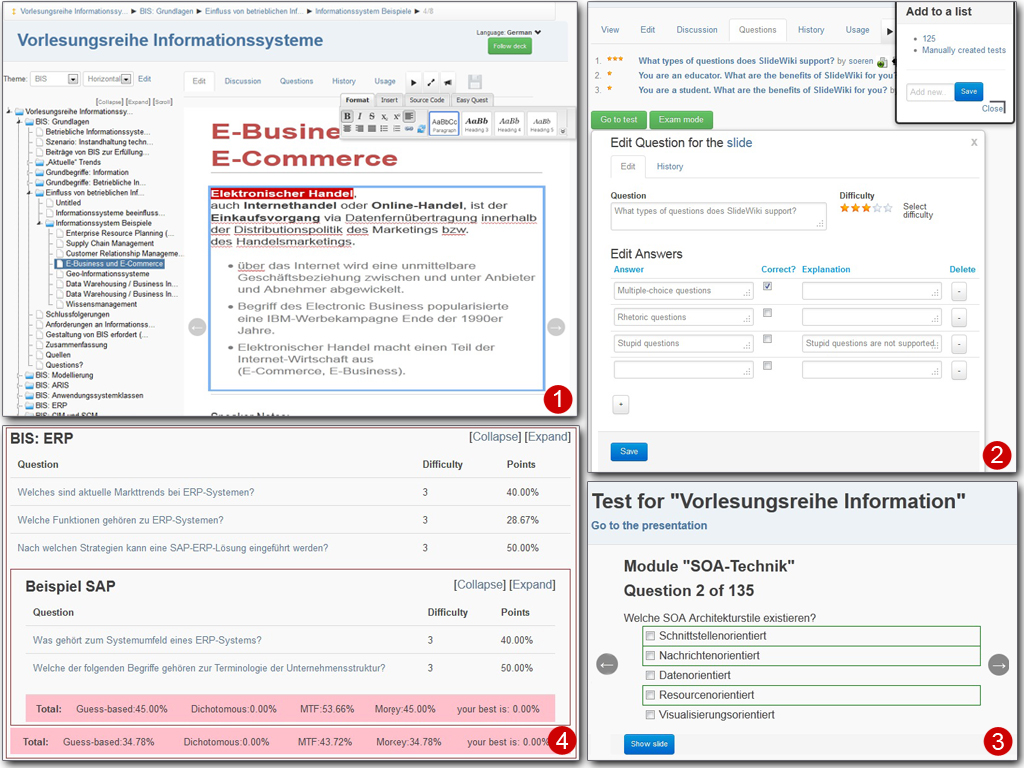 Vorlesungsreihe Informationssy... ► BIS: Grundlagen ► Einfluss von betrieblichen Inf... ► Informationssystem Beispiele ► 4/8
Vorlesungsreihe Informationssysteme
Language: German
Follow deck
Theme: BIS Horizontal Edit
Edit Discussion Questions History Usage
[Collapse] [Expand] [Scroll]
Format Insert Source Code Easy Quest
B I S X₂ X²
AaBbCc AaBb AaBb AaBb
Paragraph Heading 3 Heading 4 Heading 5
Vorlesungsreihe Informationssy...
BIS: Grundlagen
Betriebliche Informationssyste...
Szenario: Instandhaltung techn...
Beiträge von BIS zur Erfüllung...
„Aktuelle“ Trends
Grundbegriffe: Information
Grundbegriffe: Betriebliche In...
Einfluss von betrieblichen Inf...
Untitled
Informationssysteme beeinfluss...
Informationssystem Beispiele
Enterprise Resource Planning (...
Supply Chain Management
Customer Relationship Manageme...
E-Business und E-Commerce
Geo-Informationssysteme
Data Warehousing / Business In...
Data Warehousing / Business In...
Wissensmanagement
Schlussfolgerungen
Anforderungen an Informationss...
Gestaltung von BIS erfordert (...
Zusammenfassung
Quellen
Questions?
BIS: Modellierung
BIS: ARIS
BIS: Anwendungssystemklassen
BIS: ERP
BIS: CIM und SCM
E-Busine
E-Commerce
Elektronischer Handel,
auch Internethandel oder Online-Handel, ist der
Einkaufsvorgang via Datenfernübertragung innerhalb
der Distributionspolitik des Marketings bzw.
des Handelsmarketings.
• über das Internet wird eine unmittelbare
Geschäftsbeziehung zwischen und unter Anbieter
und Abnehmer abgewickelt.
• Begriff des Electronic Business popularisierte
eine IBM-Werbekampagne Ende der 1990er
Jahre.
• Elektronischer Handel macht einen Teil der
Internet-Wirtschaft aus
(E-Commerce, E-Business).
Speaker Notes:
1
View Edit Discussion Questions History Usage
1. What types of questions does SlideWiki support? by soeren
2. You are an educator. What are the benefits of SlideWiki for you?
3. You are a student. What are the benefits of SlideWiki for you? b
Add to a list
• 125
• Manually created tests
Add new... Save
Close
Go to test Exam mode
Edit Question for the slide X
Edit History
Question Difficulty
What types of questions does SlideWiki support?
Select
difficulty
Edit Answers
Answer Correct? Explanation Delete
Multiple-choice questions -
Rhetoric questions -
Stupid questions Stupid questions are not supported. -
-
+
Save
2
BIS: ERP [Collapse] [Expand]
Question Difficulty Points
Welches sind aktuelle Markttrends bei ERP-Systemen? 3 40.00%
Welche Funktionen gehören zu ERP-Systemen? 3 28.67%
Nach welchen Strategien kann eine SAP-ERP-Lösung eingeführt werden? 3 50.00%
Beispiel SAP [Collapse] [Expand]
Question Difficulty Points
Was gehört zum Systemumfeld eines ERP-Systems? 3 40.00%
Welche der folgenden Begriffe gehören zur Terminologie der Unternehmensstruktur? 3 50.00%
Total: Guess-based:45.00% Dichotomous:0.00% MTF:53.66% Morey:45.00% your best is: 0.00%
Total: Guess-based:34.78% Dichotomous:0.00% MTF:43.72% Morrey:34.78% your best is: 0.00%
4
Test for "Vorlesungsreihe Information"
Go to the presentation
Module "SOA-Technik"
Question 2 of 135
Welche SOA Architekturstile existieren?
Schnittstellenorientiert
Nachrichtenorientiert
Datenorientiert
Resourcenorientiert
Visualisierungsorientiert
Show slide
3